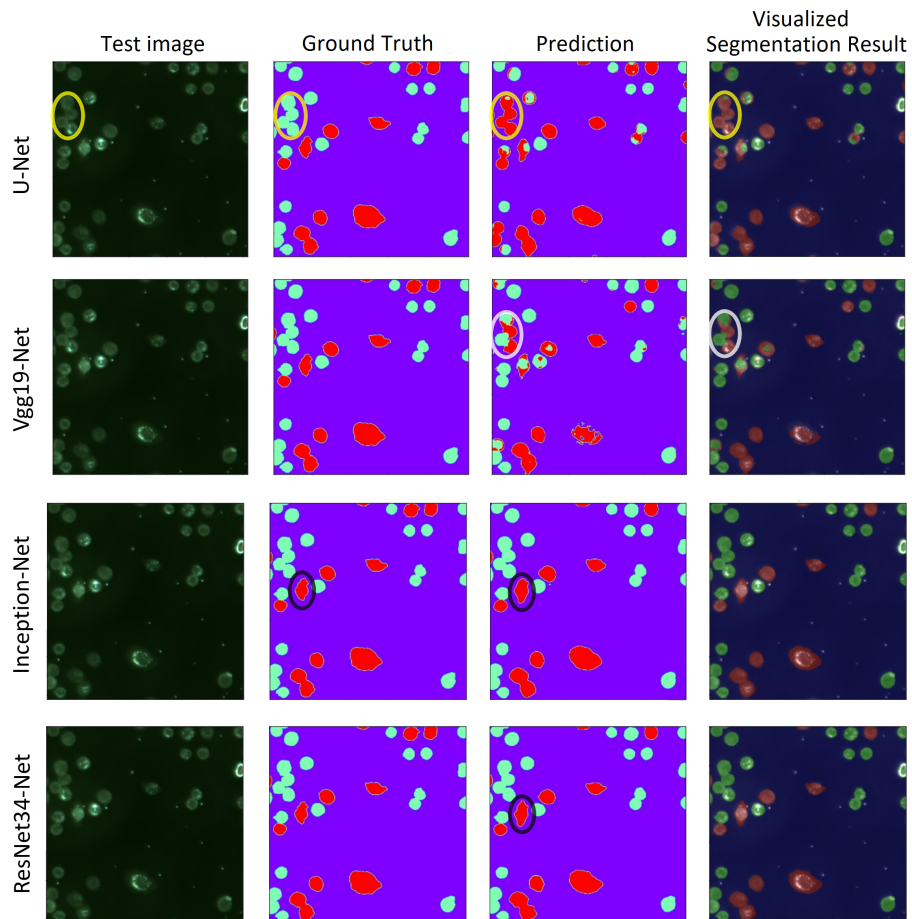 Visualized
Test image Ground Truth Prediction Segmentation Result
U-Net
Vgg19-Net
Inception-Net
ResNet34-Net